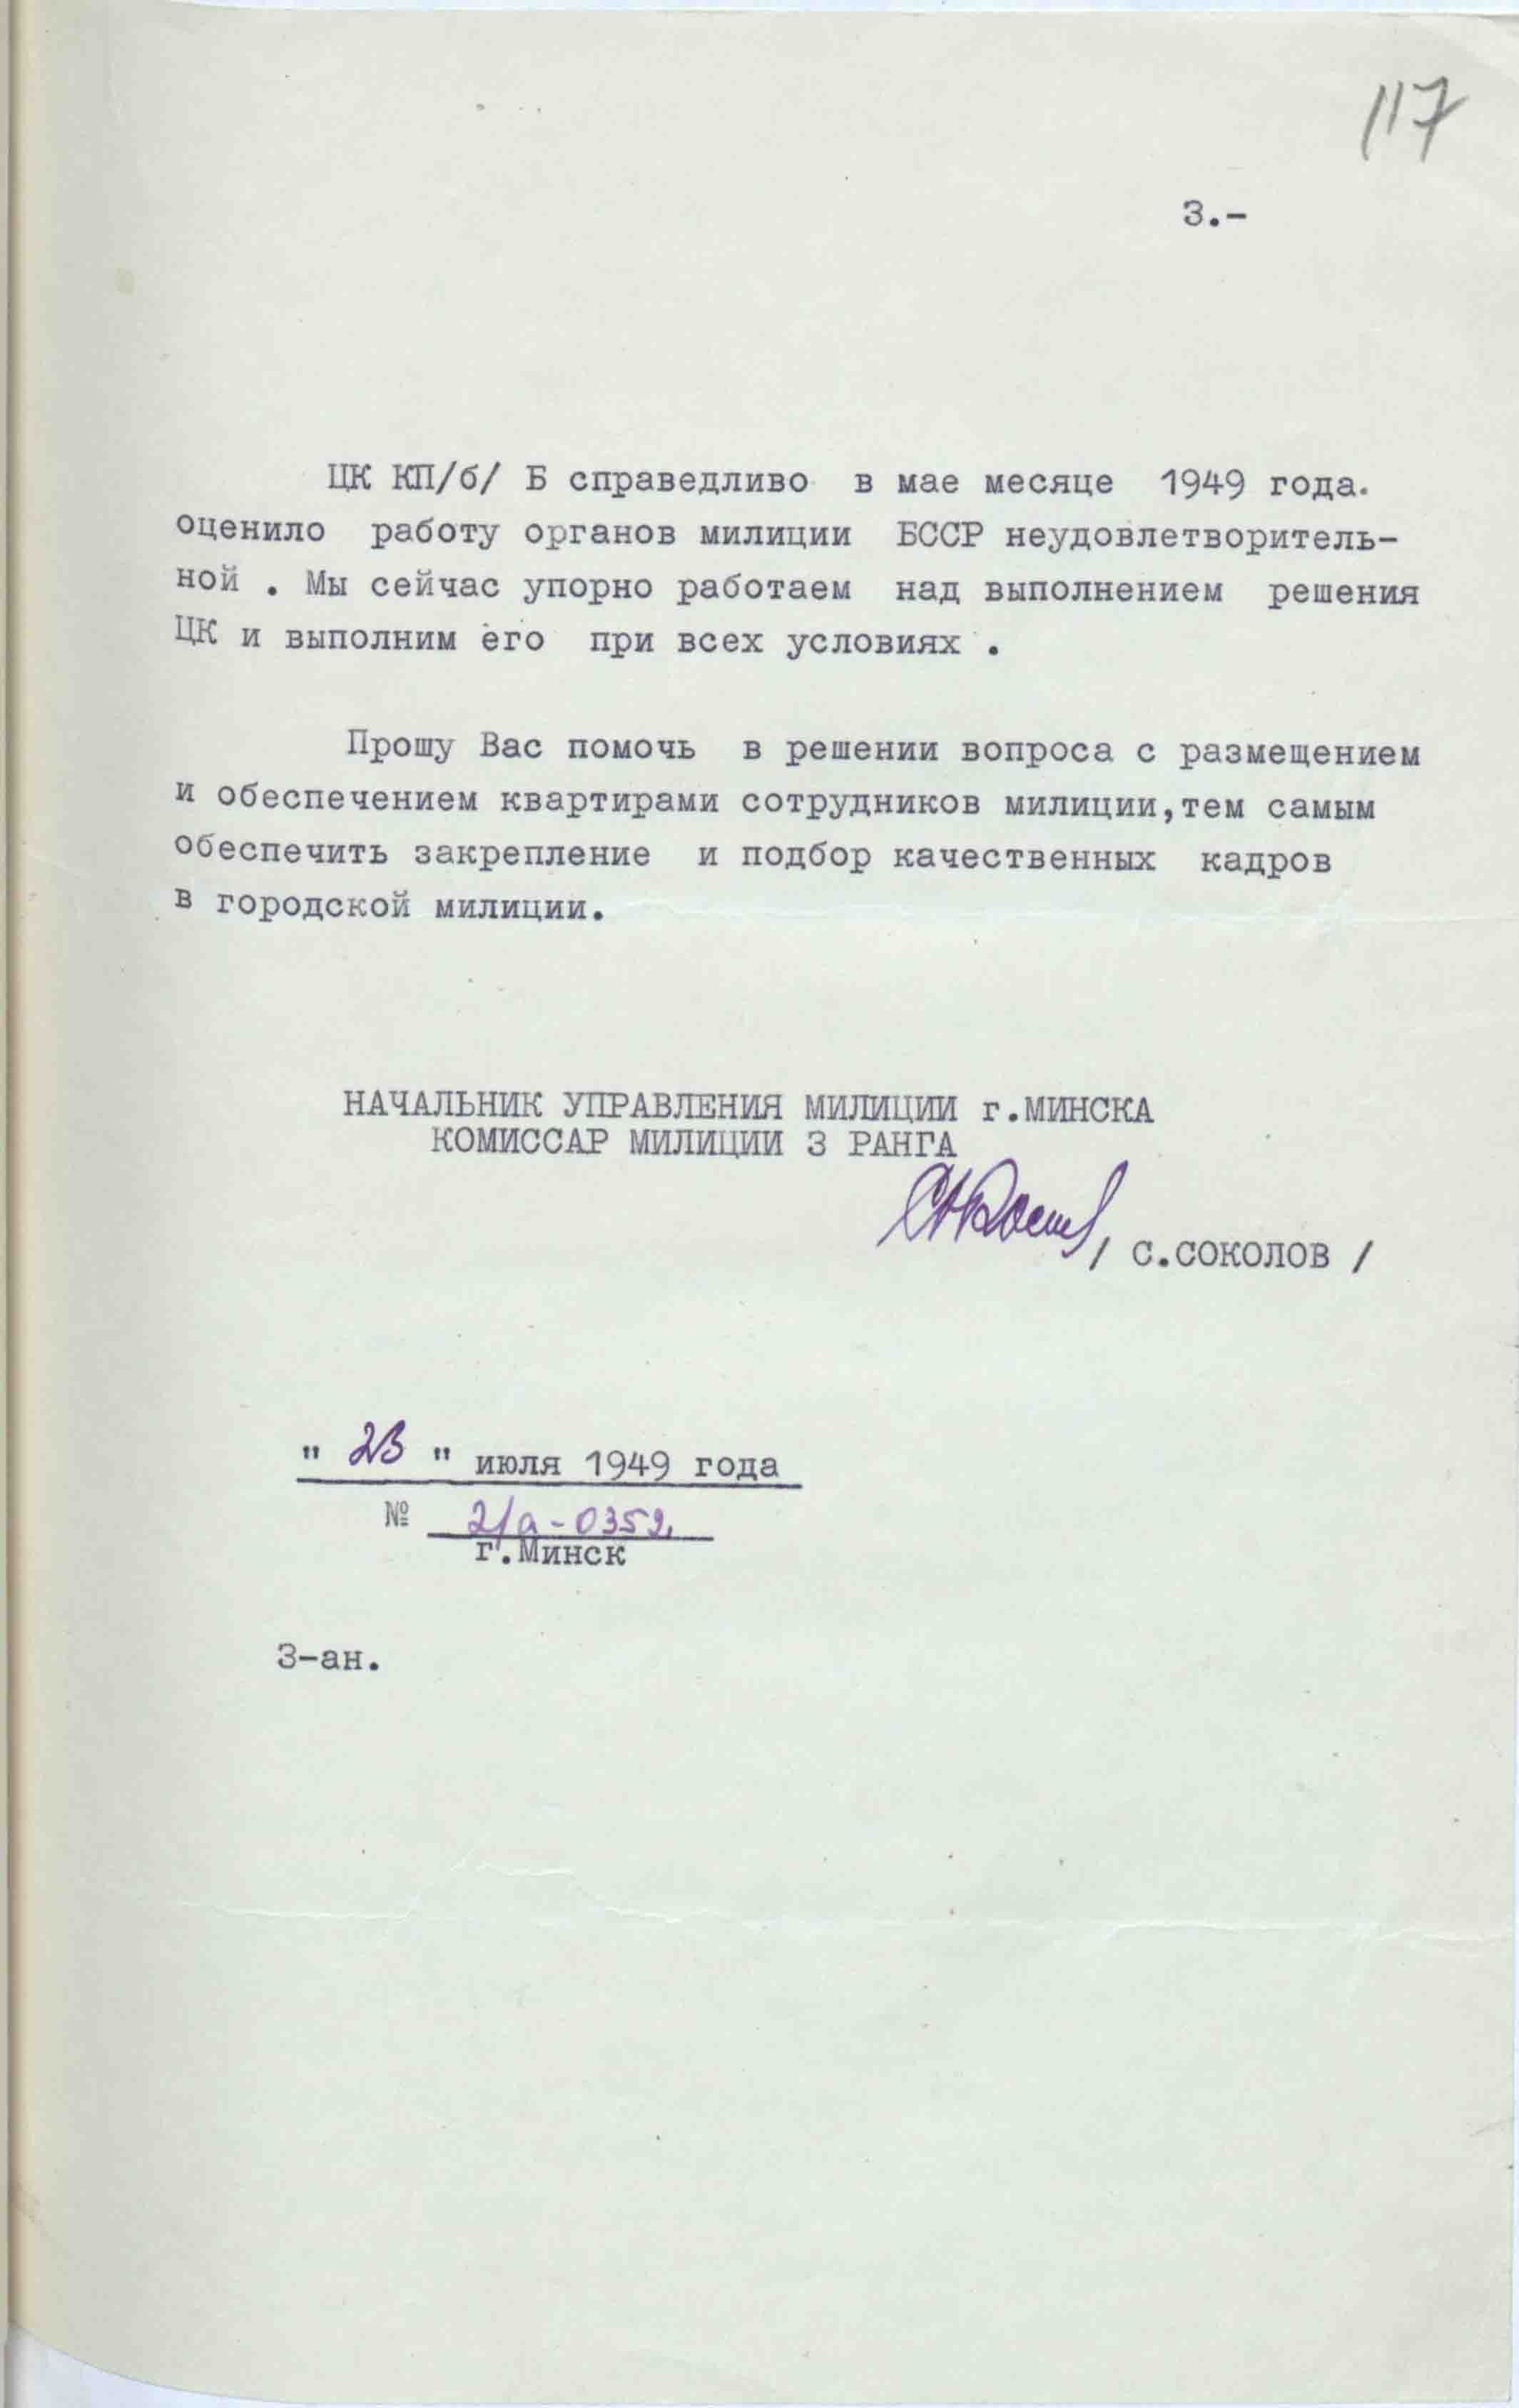 117
3.-
ЦК КП/б/ Б справедливо в мае месяце 1949 года.
оценило работу органов милиции БССР неудовлетворитель-
ной . Мы сейчас упорно работаем над выполнением решения
ЦК и выполним его при всех условиях .
Прошу Вас помочь в решении вопроса с размещением
и обеспечением квартирами сотрудников милиции,тем самым
обеспечить закрепление и подбор качественных кадров
в городской милиции.
НАЧАЛЬНИК УПРАВЛЕНИЯ МИЛИЦИИ г.МИНСКА
КОМИССАР МИЛИЦИИ 3 РАНГА
/ С.СОКОЛОВ /
" 23 " июля 1949 года
№ 2/а-0359.
г.Минск
3-ан.